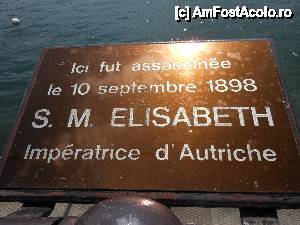 (c) AmFostAcolo.ro
Ici fut assassinée
le 10 septembre 1898
S. M. ELISABETH
Impératrice d'Autriche